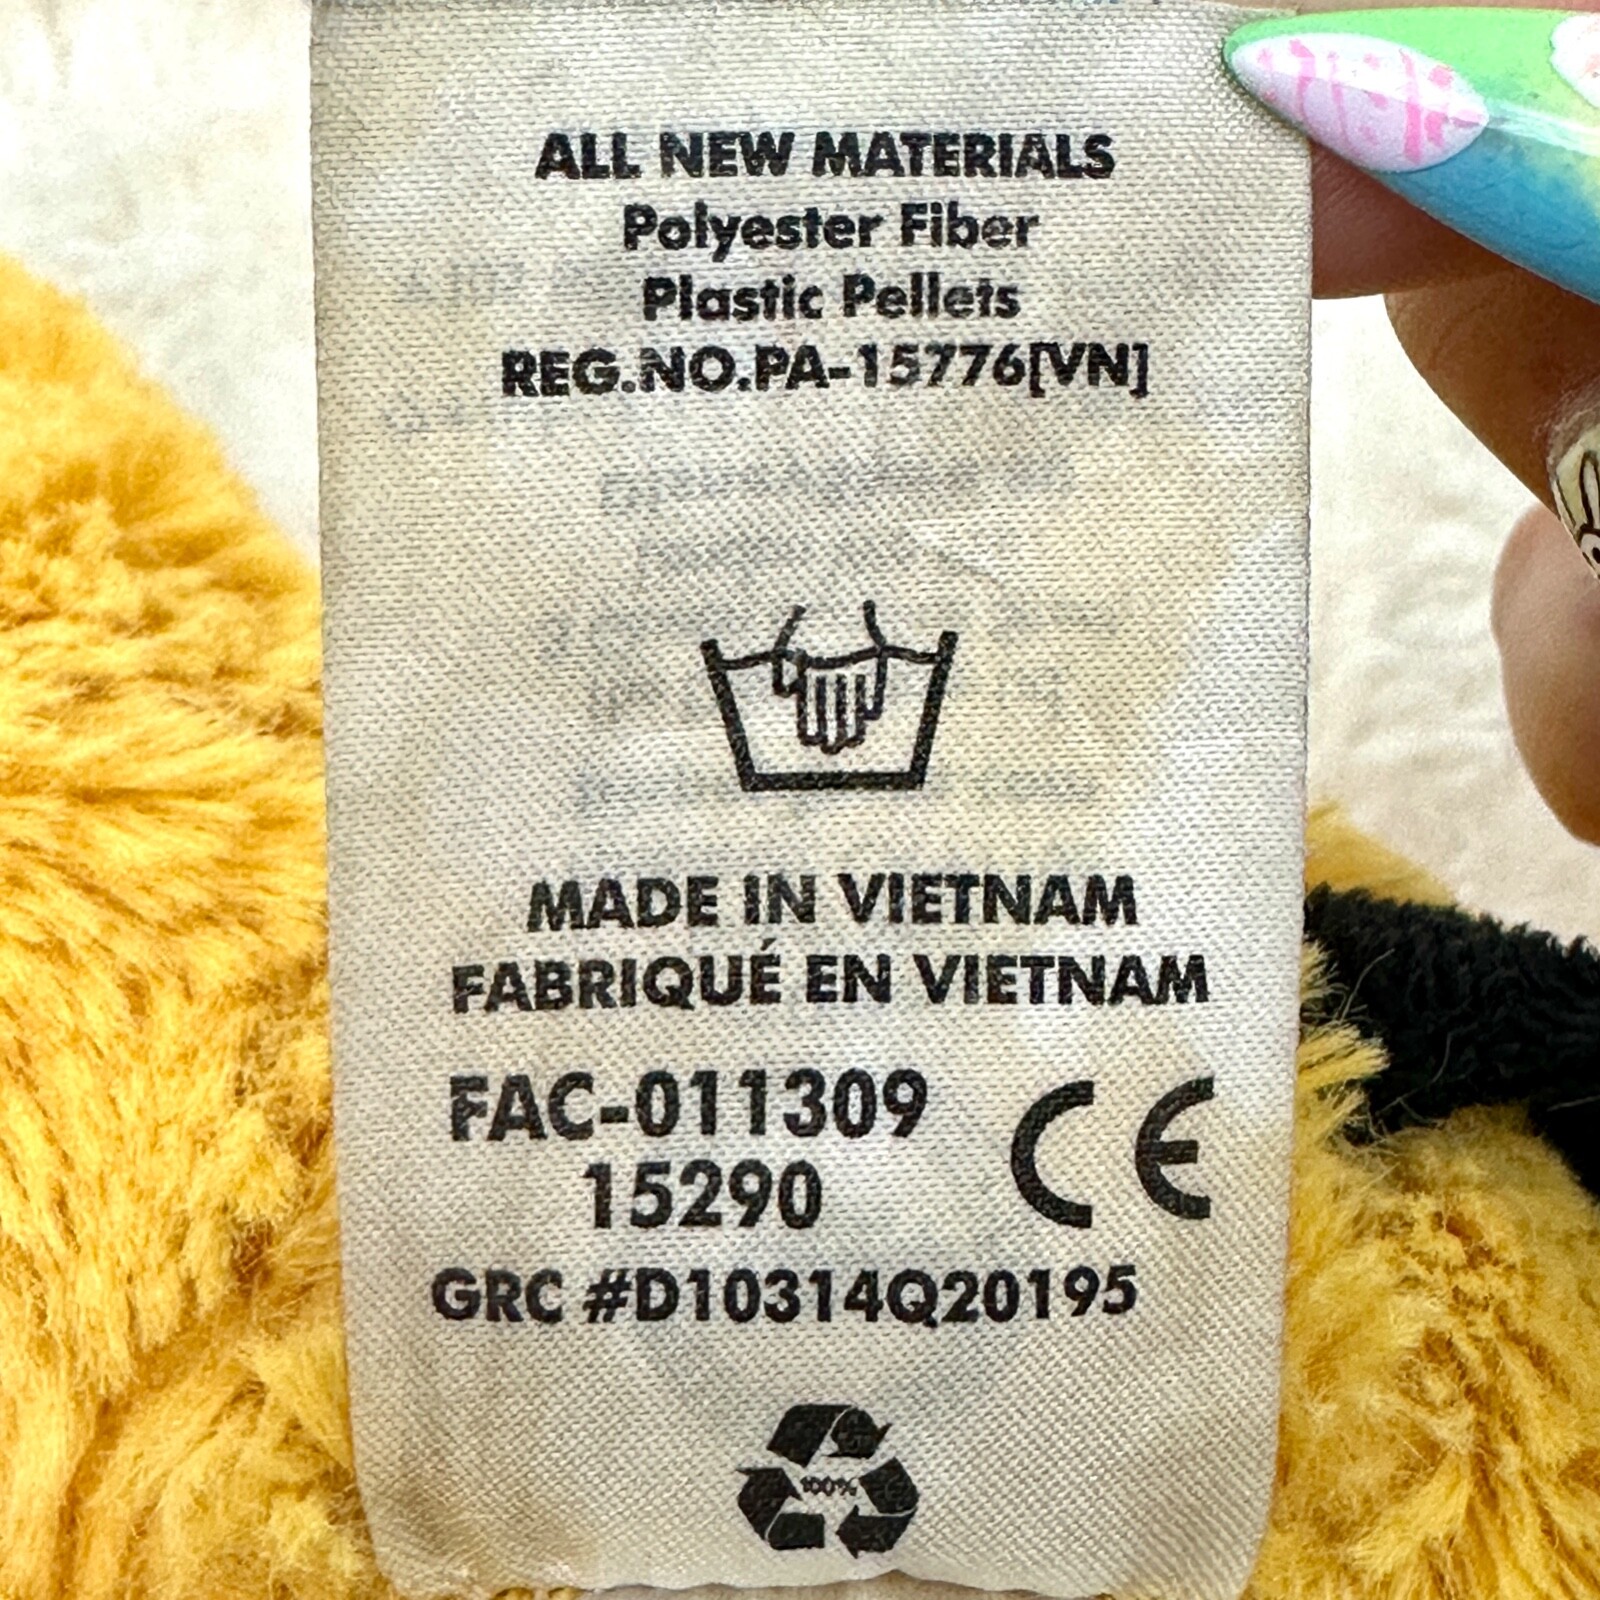 ALL NEW MATERIALS
Polyester Fiber
Plastic Pellets
REG.NO.PA-15776[VN]
MADE IN VIETNAM
FABRIQUÉ EN VIETNAM
FAC-011309
15290
CE
GRC #D10314Q20195
100%